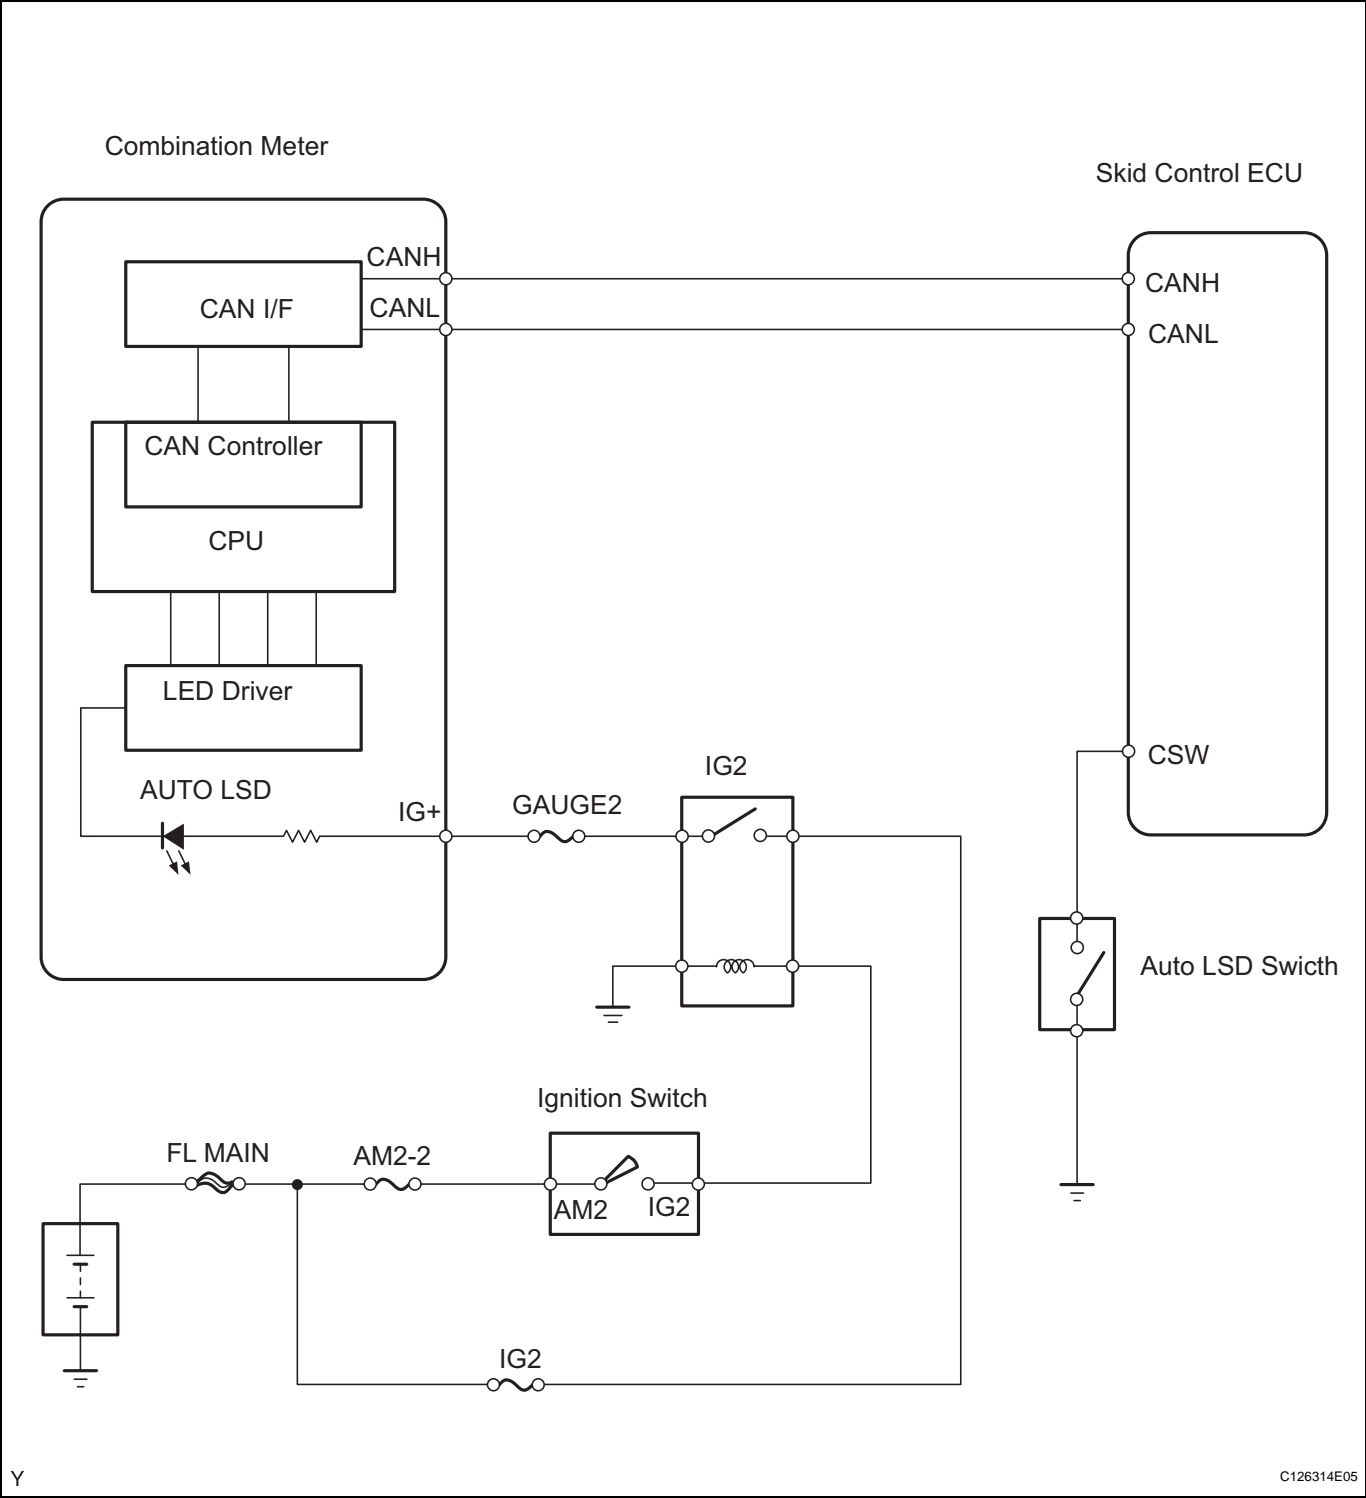 Combination Meter
Skid Control ECU
CANH
CAN I/F
CANL
CANH
CANL
CAN Controller
CPU
LED Driver
AUTO LSD
IG+
GAUGE2
IG2
CSW
Auto LSD Swicth
Ignition Switch
FL MAIN
AM2-2
AM2
IG2
IG2
Y
C126314E05